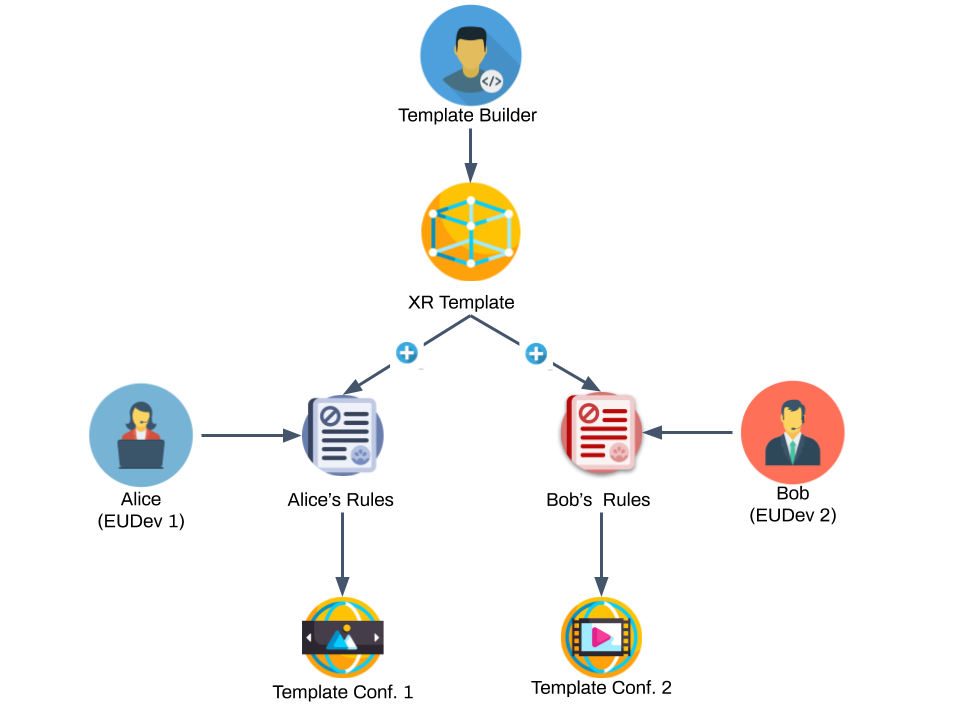 </>
Template Builder
XR Template
Alice
(EUDev 1)
Alice's Rules
Bob's  Rules
Bob
(EUDev 2)
Template Conf. 1
Template Conf. 2